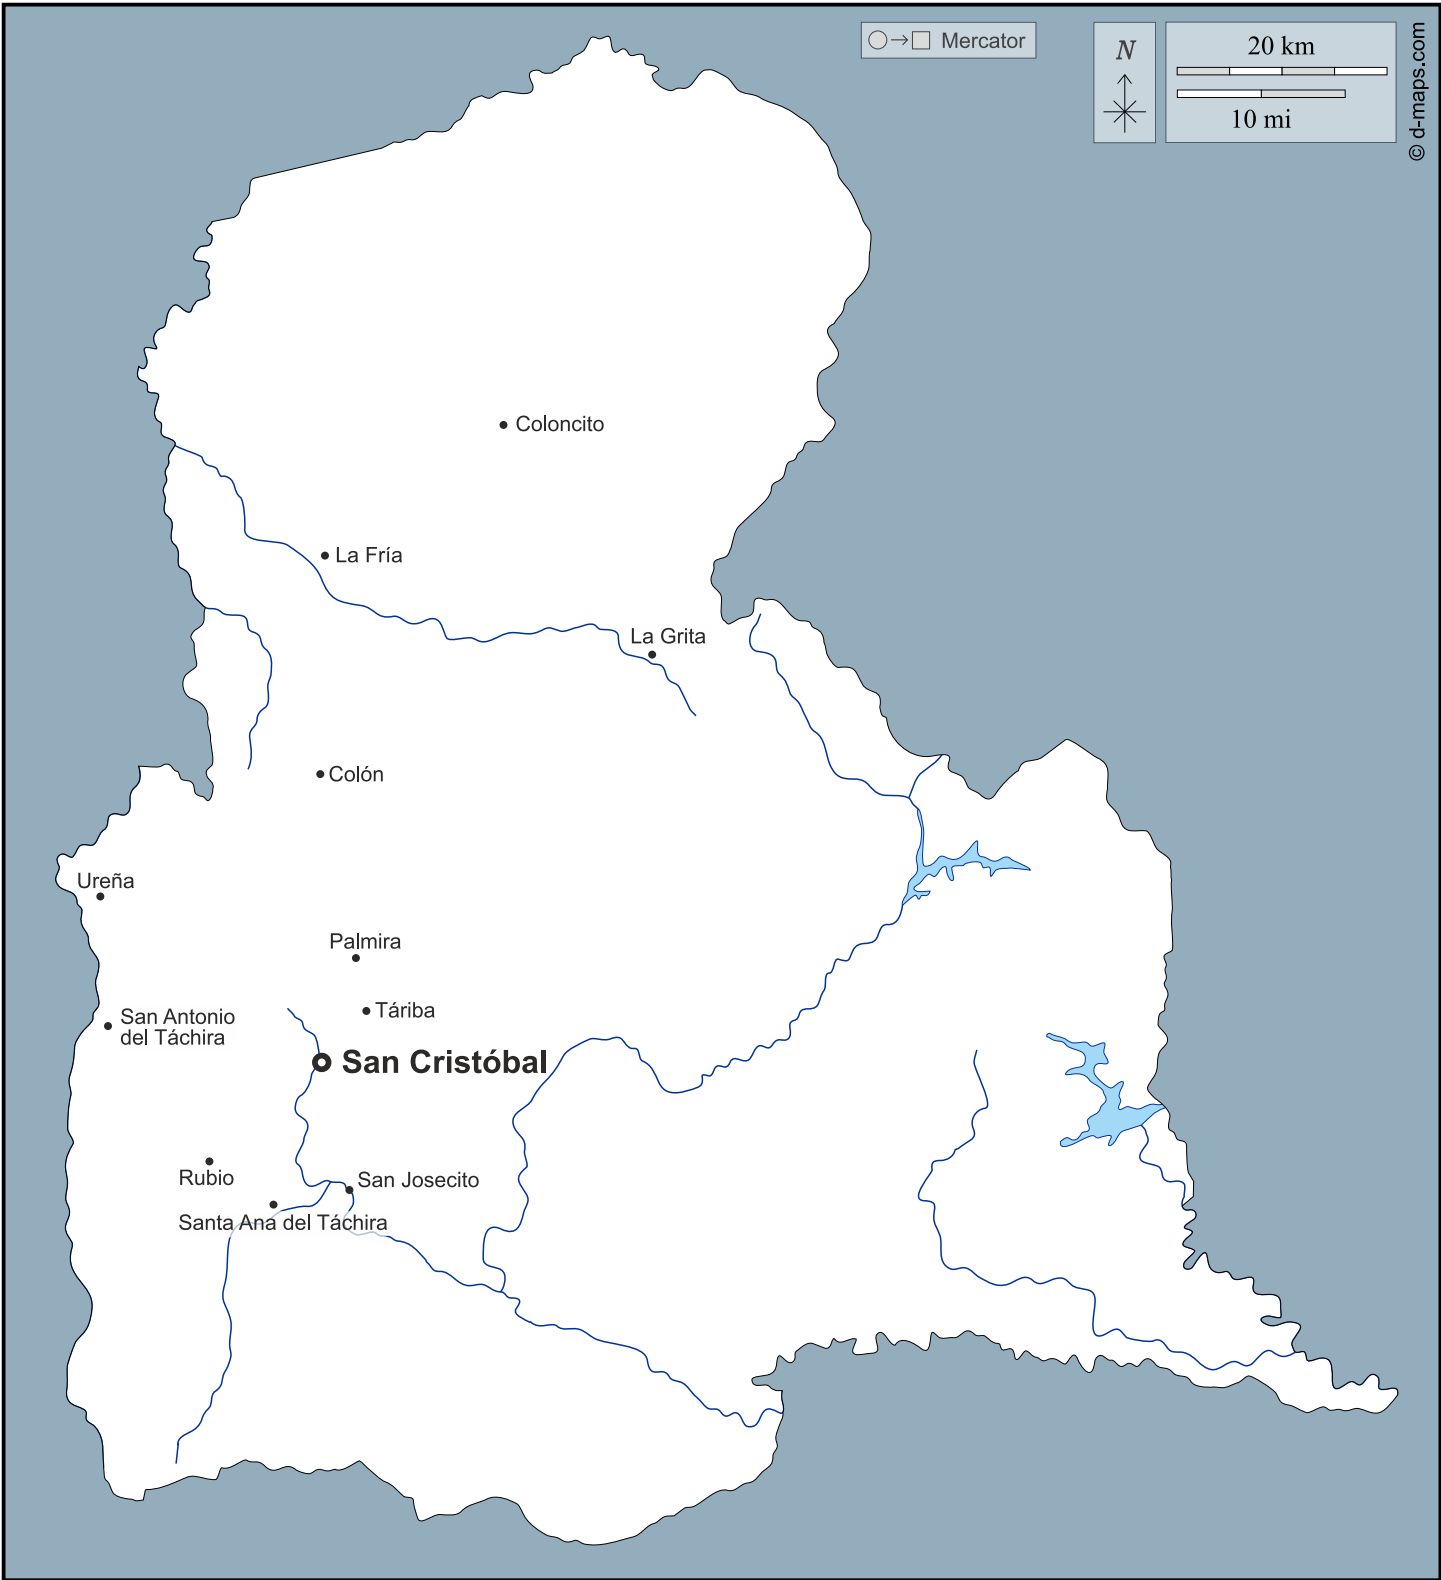 Mercator
N
20 km
10 mi
© d-maps.com
Coloncito
La Fría
La Grita
Colón
Ureña
Palmira
Táriba
San Antonio
del Táchira
San Cristóbal
Rubio
San Josecito
Santa Ana del Táchira